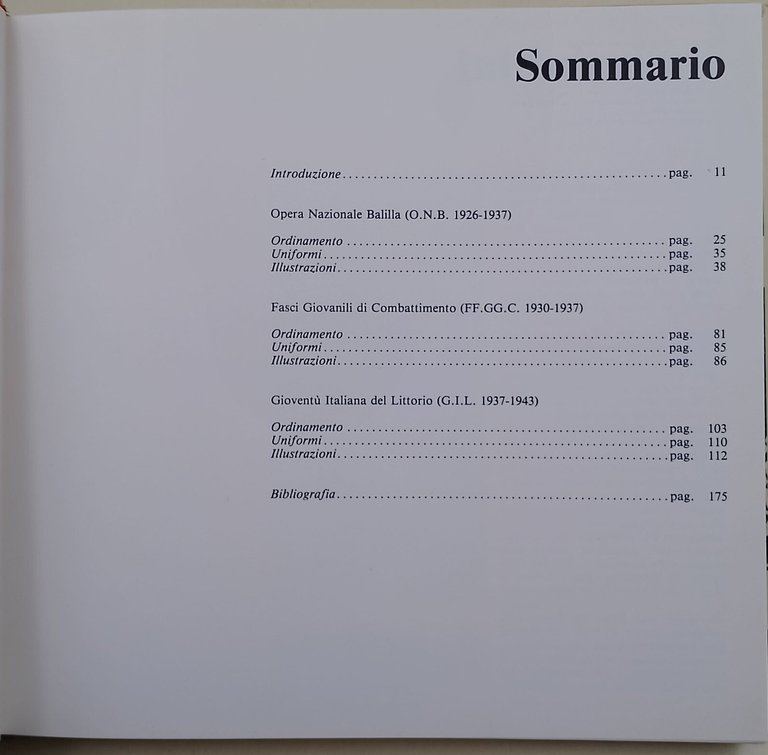 Sommario
Introduzione.....................................................pag. 11
Opera Nazionale Balilla (O.N.B. 1926-1937)
Ordinamento .....................................................pag. 25
Uniformi.....................................................pag. 35
Illustrazioni.....................................................pag. 38
Fasci Giovanili di Combattimento (FF.GG.C. 1930-1937)
Ordinamento .....................................................pag. 81
Uniformi.....................................................pag. 85
Illustrazioni.....................................................pag. 86
Gioventù Italiana del Littorio (G.I.L. 1937-1943)
Ordinamento .....................................................pag. 103
Uniformi.....................................................pag. 110
Illustrazioni.....................................................pag. 112
Bibliografia.....................................................pag. 175